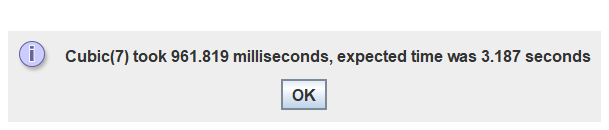 Cubic(7) took 961.819 milliseconds, expected time was 3.187 seconds
OK